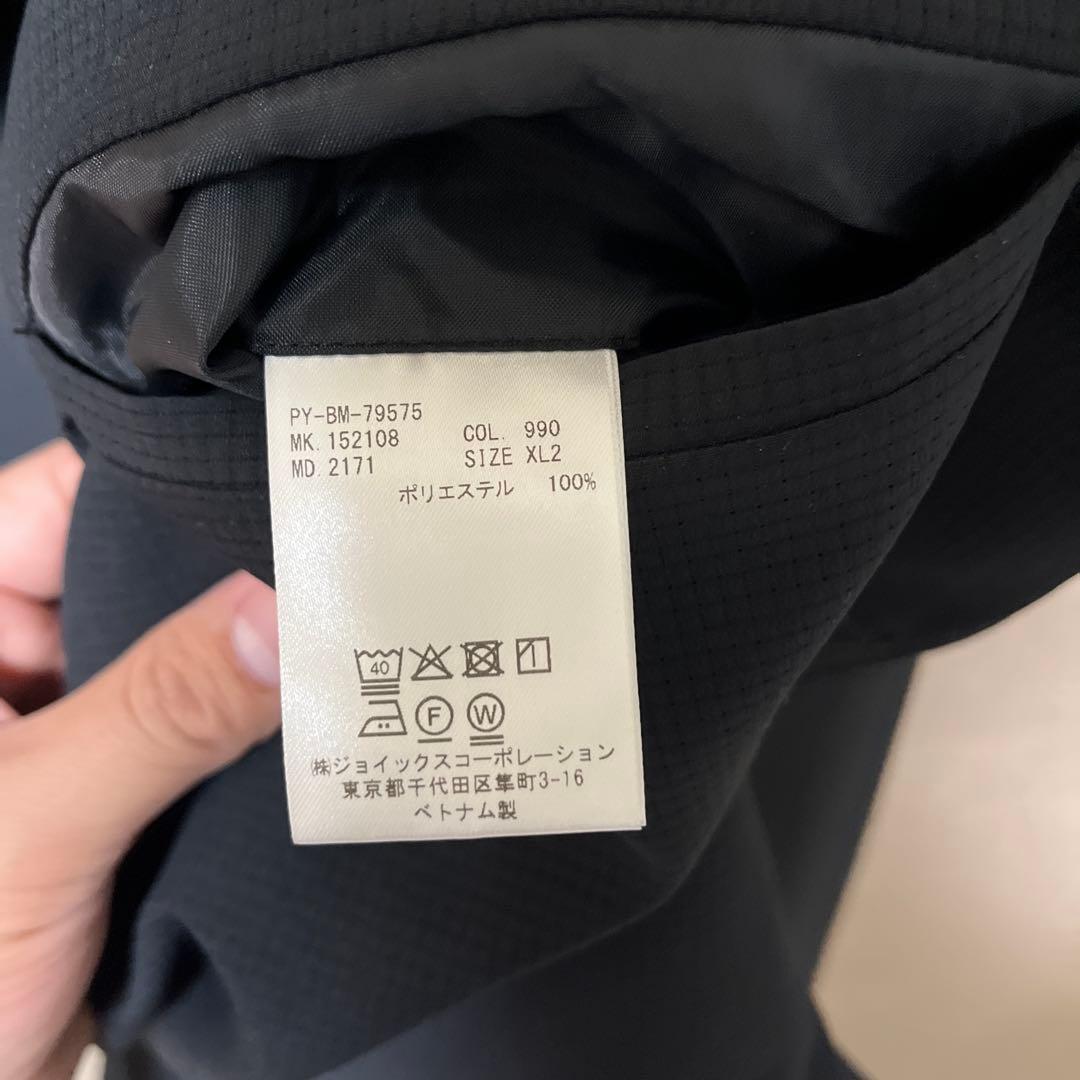 PY-BM-79575
MK. 152108 COL. 990
MD. 2171 SIZE XL2
ポリエステル 100%
40
F W
㈱ジョイックスコーポレーション
東京都千代田区隼町3-16
ベトナム製